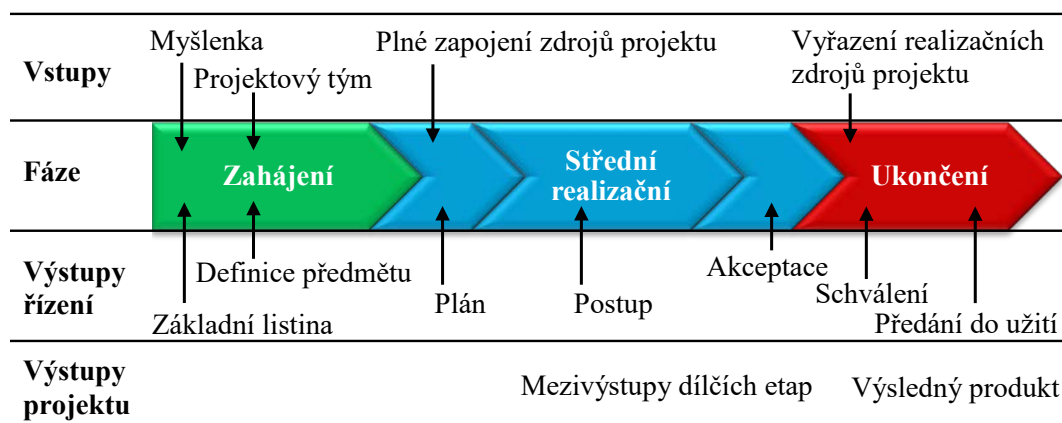 Vstupy
Myšlenka
Projektový tým
Plné zapojení zdrojů projektu
Vyřazení realizačních
zdrojů projektu
Fáze
Zahájení
Střední
realizační
Ukončení
Výstupy
řízení
Základní listina
Definice předmětu
Plán
Postup
Akceptace
Schválení
Předání do užití
Výstupy
projektu
Mezivýstupy dílčích etap
Výsledný produkt